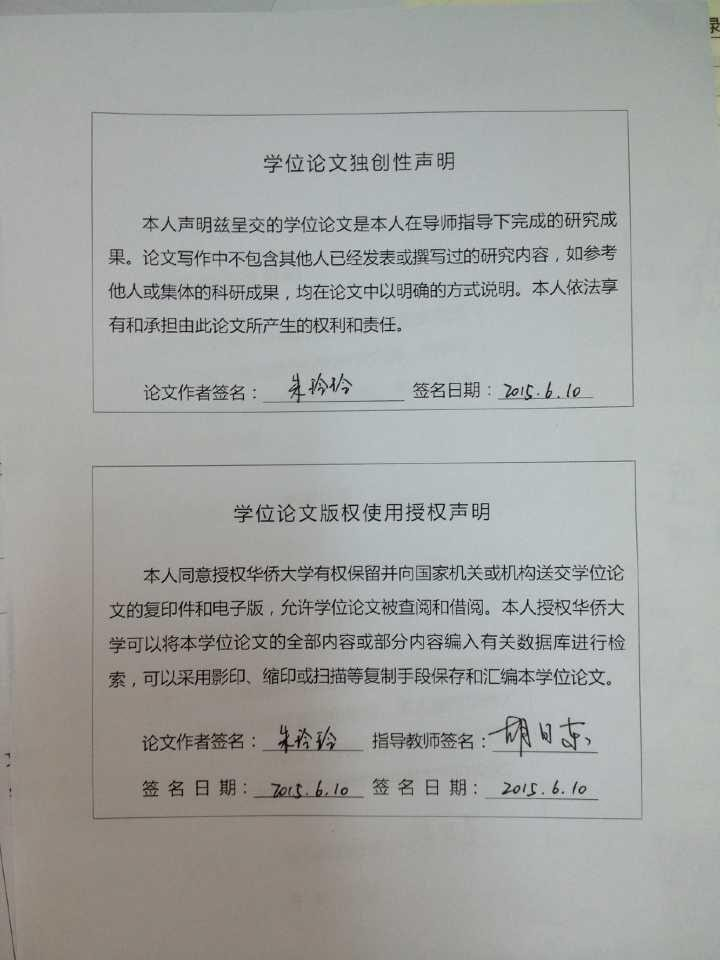 学位论文独创性声明
本人声明兹呈交的学位论文是本人在导师指导下完成的研究成
果。论文写作中不包含其他人已经发表或撰写过的研究内容，如参考
他人或集体的科研成果，均在论文中以明确的方式说明。本人依法享
有和承担由此论文所产生的权利和责任。
论文作者签名：朱玲玲 签名日期：2015.6.10
学位论文版权使用授权声明
本人同意授权华侨大学有权保留并向国家机关或机构送交学位论
文的复印件和电子版，允许学位论文被查阅和借阅。本人授权华侨大
学可以将本学位论文的全部内容或部分内容编入有关数据库进行检
索，可以采用影印、缩印或扫描等复制手段保存和汇编本学位论文。
论文作者签名：朱玲玲 指导教师签名：胡日东
签名日期：2015.6.10 签名日期：2015.6.10